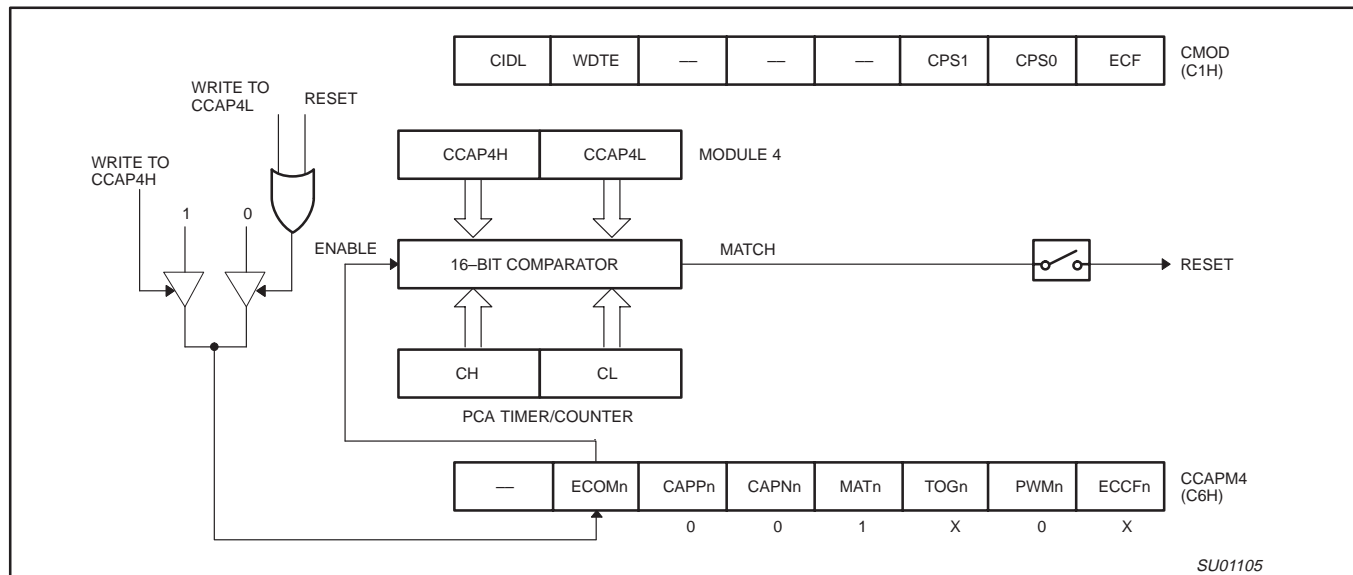 CIDL WDTE –– –– –– CPS1 CPS0 ECF
CMOD
(C1H)
WRITE TO
CCAP4L
RESET
WRITE TO
CCAP4H
CCAP4H CCAP4L
MODULE 4
1 0
ENABLE
16–BIT COMPARATOR
MATCH
RESET
CH CL
PCA TIMER/COUNTER
–– ECOMn CAPPn CAPNn MATn TOGn PWMn ECCFn
CCAPM4
(C6H)
0 0 1 X 0 X
SU01105